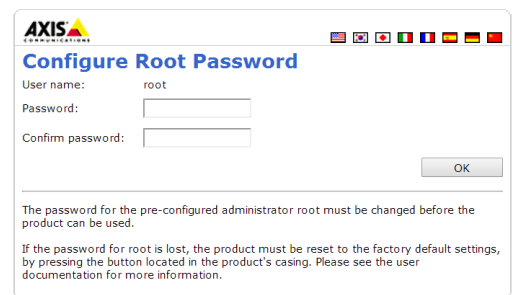 AXIS
COMMUNICATIONS
Configure Root Password
User name: root
Password:
Confirm password:
OK
The password for the pre-configured administrator root must be changed before the
product can be used.
If the password for root is lost, the product must be reset to the factory default settings,
by pressing the button located in the product's casing. Please see the user
documentation for more information.